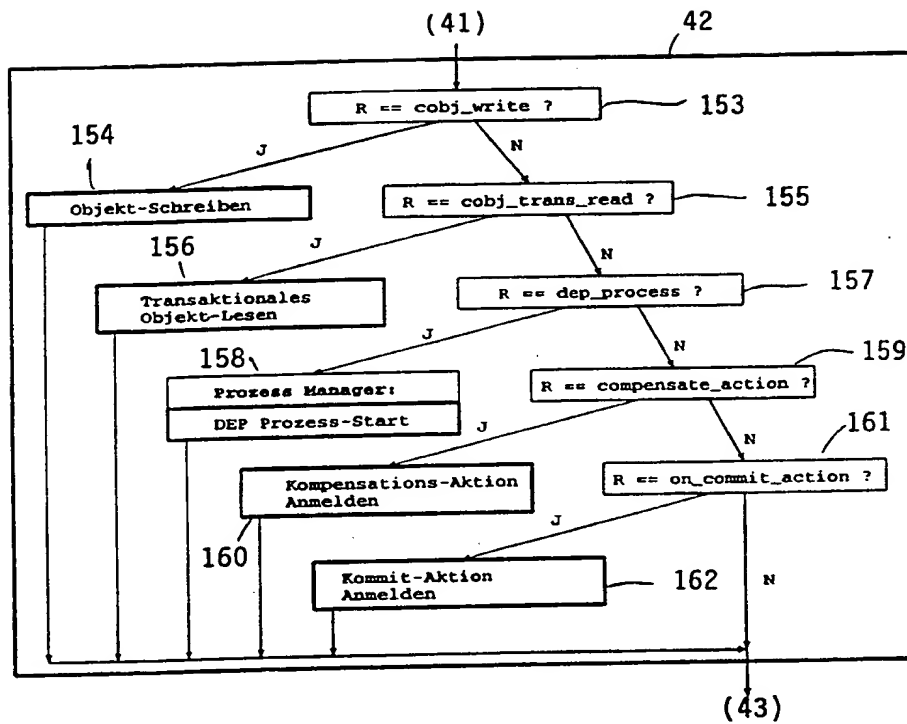 (41)
42
R == cobj_write ?
153
154
J
N
Objekt-Schreiben
R == cobj_trans_read ?
155
156
J
N
Transaktionales
Objekt-Lesen
R == dep_process ?
157
158
J
N
159
Prozess Manager:
DEP Prozess-Start
R == compensate_action ?
J
N
161
Kompensations-Aktion
Anmelden
R == on_commit_action ?
160
J
N
Kommit-Aktion
Anmelden
162
(43)